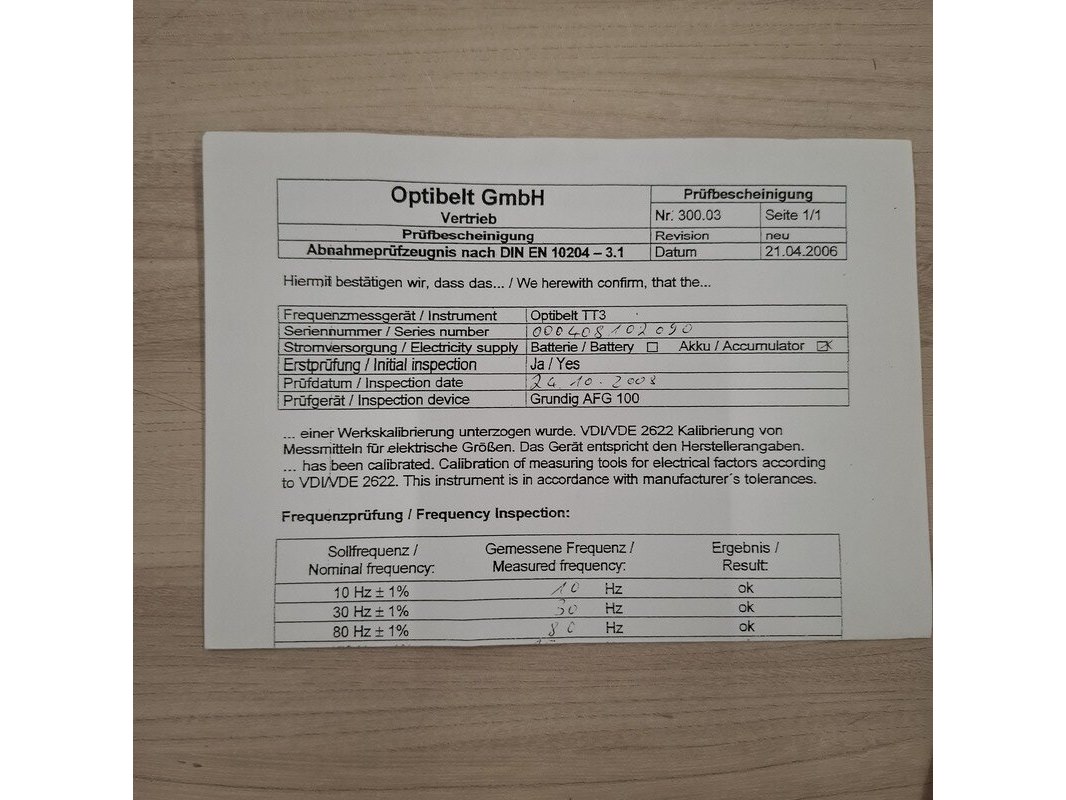 Optibelt GmbH
Vertrieb
Prüfbescheinigung
Abnahmeprüfzeugnis nach DIN EN 10204 – 3.1
Prüfbescheinigung
Nr. 300.03 Seite 1/1
Revision neu
Datum 21.04.2006
Hiermit bestätigen wir, dass das... / We herewith confirm, that the...
Frequenzmessgerät / Instrument Optibelt TT3
Seriennummer / Series number 000408102090
Stromversorgung / Electricity supply Batterie / Battery ☐ Akku / Accumulator ☒
Erstprüfung / Initial inspection Ja / Yes
Prüfdatum / Inspection date 24.10.2008
Prüfgerät / Inspection device Grundig AFG 100
... einer Werkskalibrierung unterzogen wurde. VDI/VDE 2622 Kalibrierung von
Messmitteln für elektrische Größen. Das Gerät entspricht den Herstellerangaben.
... has been calibrated. Calibration of measuring tools for electrical factors according
to VDI/VDE 2622. This instrument is in accordance with manufacturer´s tolerances.
Frequenzprüfung / Frequency Inspection:
Sollfrequenz / Gemessene Frequenz / Ergebnis /
Nominal frequency: Measured frequency: Result:
10 Hz ± 1% 10 Hz ok
30 Hz ± 1% 30 Hz ok
80 Hz ± 1% 80 Hz ok